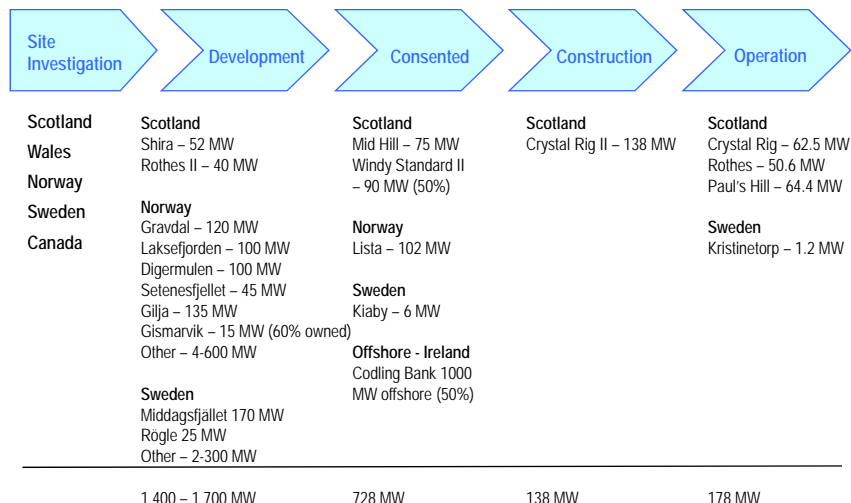 Site
Investigation
Development
Consented
Construction
Operation
Scotland
Wales
Norway
Sweden
Canada
Scotland
Shira – 52 MW
Rothes II – 40 MW
Norway
Gravdal – 120 MW
Laksefjorden – 100 MW
Digermulen – 100 MW
Setenesfjellet – 45 MW
Gilja – 135 MW
Gismarvik – 15 MW (60% owned)
Other – 4-600 MW
Sweden
Middagsfjället 170 MW
Rögle 25 MW
Other – 2-300 MW
Scotland
Mid Hill – 75 MW
Windy Standard II
– 90 MW (50%)
Norway
Lista – 102 MW
Sweden
Kiaby – 6 MW
Offshore - Ireland
Codling Bank 1000
MW offshore (50%)
Scotland
Crystal Rig II – 138 MW
Scotland
Crystal Rig – 62.5 MW
Rothes – 50.6 MW
Paul's Hill – 64.4 MW
Sweden
Kristinetorp – 1.2 MW
1 400 – 1 700 MW
728 MW
138 MW
178 MW